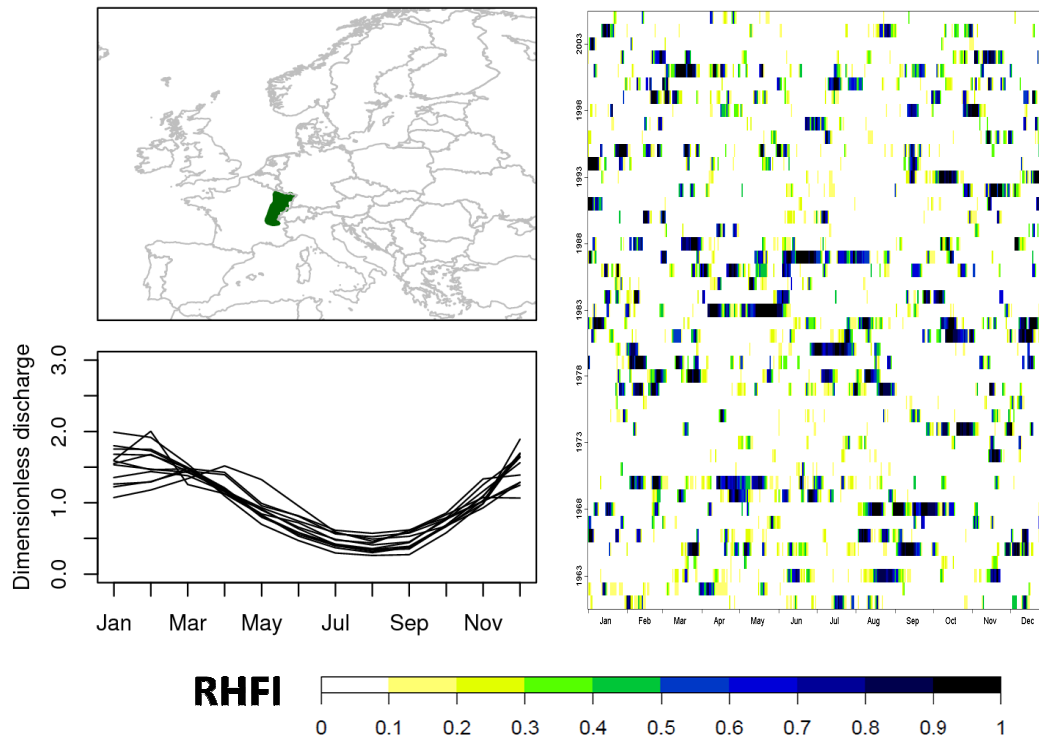 Dimensionless discharge
3.0
2.0
1.0
0.0
Jan Mar May Jul Sep Nov
2003
1998
1993
1988
1983
1978
1973
1968
1963
Jan Feb Mar Apr May Jun Jul Aug Sep Oct Nov Dec
RHFI
0 0.1 0.2 0.3 0.4 0.5 0.6 0.7 0.8 0.9 1